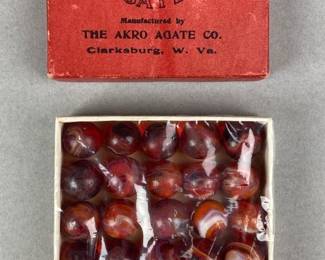 Manufactured by
THE AKRO AGATE CO.
Clarksburg, W. Va.